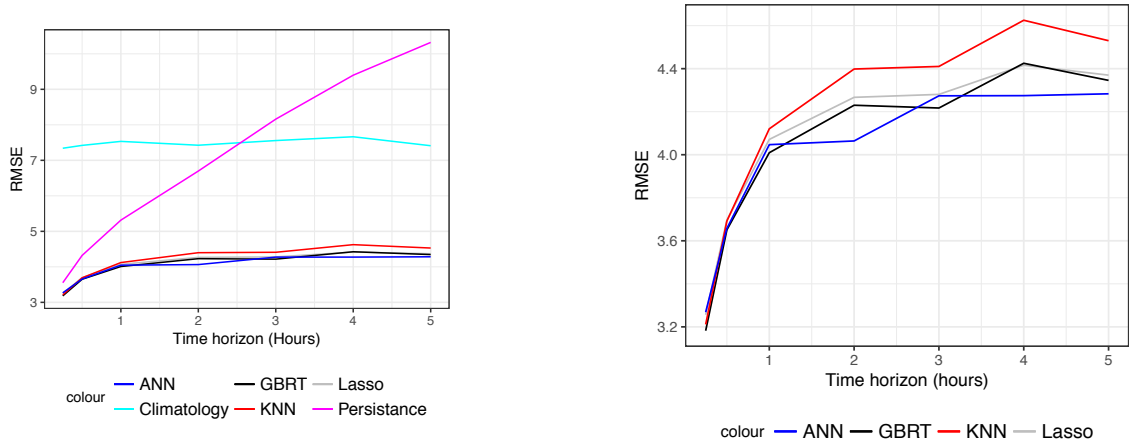 RMSE
9
7
5
3
1 2 3 4 5
Time horizon (Hours)
colour
ANN GBRT Lasso
Climatology KNN Persistance
RMSE
4.4
4.0
3.6
3.2
1 2 3 4 5
Time horizon (hours)
colour ANN GBRT KNN Lasso